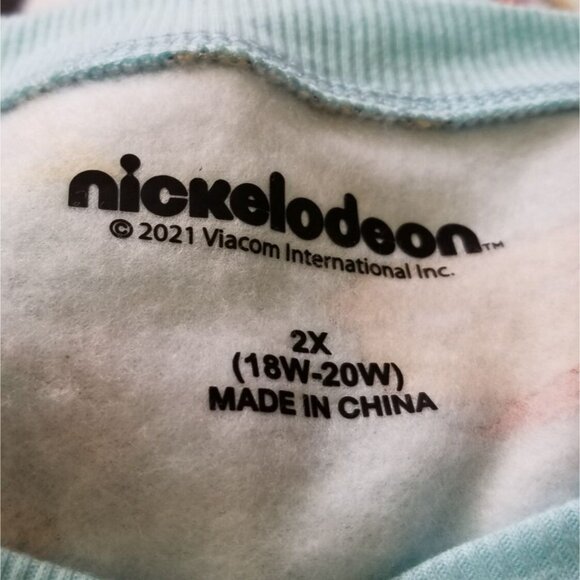 nickelodeon™
© 2021 Viacom International Inc.
2X
(18W-20W)
MADE IN CHINA